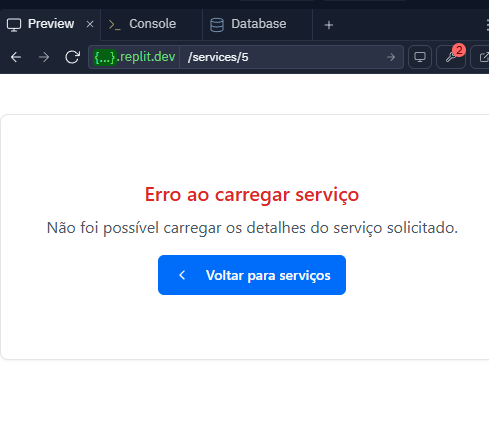 Preview
Console
Database
{...}.replit.dev /services/5
2
Erro ao carregar serviço
Não foi possível carregar os detalhes do serviço solicitado.
Voltar para serviços